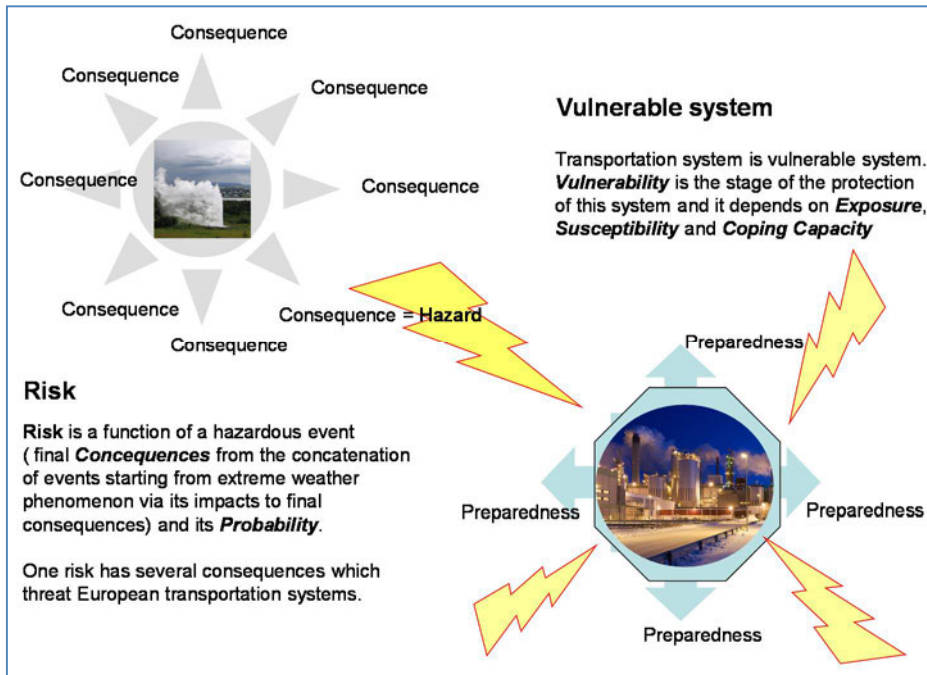 Consequence
Consequence
Consequence
Consequence
Consequence
Consequence
Consequence = Hazard
Consequence
Vulnerable system
Transportation system is vulnerable system.
Vulnerability is the stage of the protection
of this system and it depends on Exposure,
Susceptibility and Coping Capacity
Risk
Risk is a function of a hazardous event
( final Concequences from the concatenation
of events starting from extreme weather
phenomenon via its impacts to final
consequences) and its Probability.
One risk has several consequences which
threat European transportation systems.
Preparedness
Preparedness
Preparedness
Preparedness